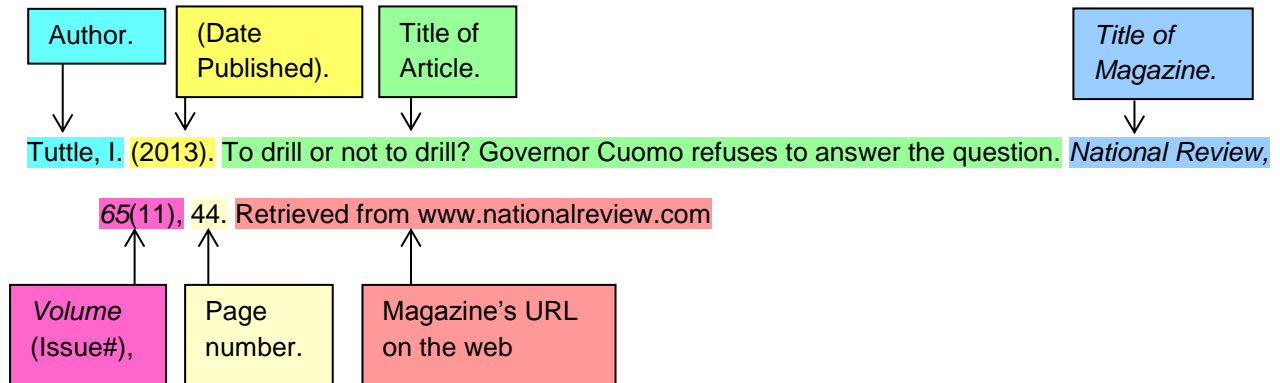 Author.
(Date
Published).
Title of
Article.
Title of
Magazine.
Tuttle, I. (2013). To drill or not to drill? Governor Cuomo refuses to answer the question. National Review,
65(11), 44. Retrieved from www.nationalreview.com
Volume
(Issue#),
Page
number.
Magazine’s URL
on the web